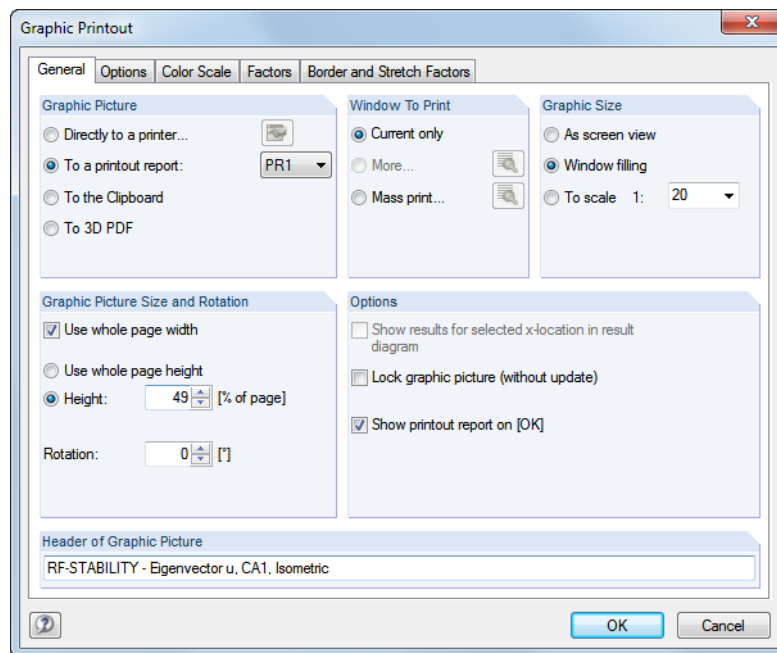 Graphic Printout
General Options Color Scale Factors Border and Stretch Factors
Graphic Picture
Directly to a printer...
To a printout report: PR1
To the Clipboard
To 3D PDF
Window To Print
Current only
More...
Mass print...
Graphic Size
As screen view
Window filling
To scale 1: 20
Graphic Picture Size and Rotation
Use whole page width
Use whole page height
Height: 49 [% of page]
Rotation: 0 [°]
Options
Show results for selected x-location in result
diagram
Lock graphic picture (without update)
Show printout report on [OK]
Header of Graphic Picture
RF-STABILITY - Eigenvector u, CA1, Isometric
OK Cancel